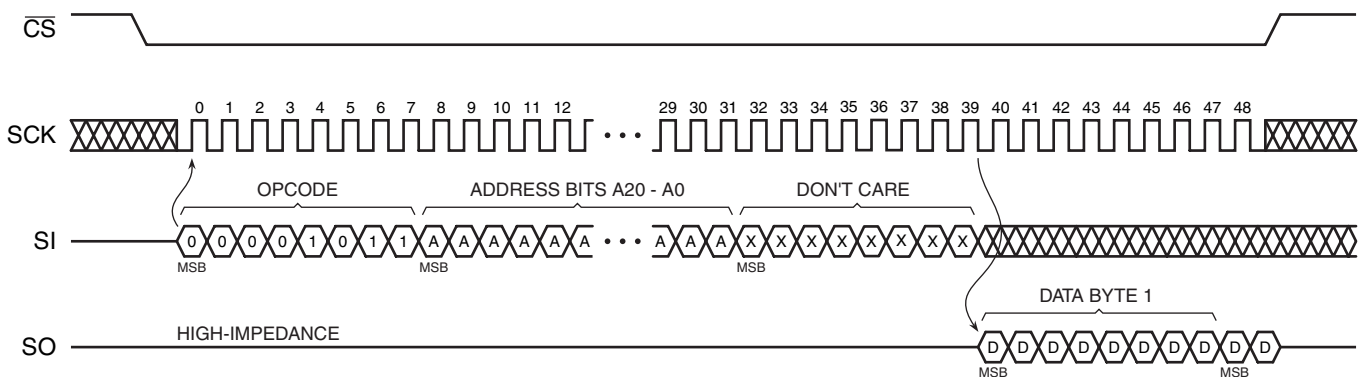 CS
0 1 2 3 4 5 6 7 8 9 10 11 12 29 30 31 32 33 34 35 36 37 38 39 40 41 42 43 44 45 46 47 48
SCK
OPCODE ADDRESS BITS A20 - A0 DON'T CARE
SI 0 0 0 0 1 0 1 1 A A A A A A • • • A A A X X X X X X X X
MSB MSB MSB
DATA BYTE 1
HIGH-IMPEDANCE
SO D D D D D D D D D D
MSB MSB